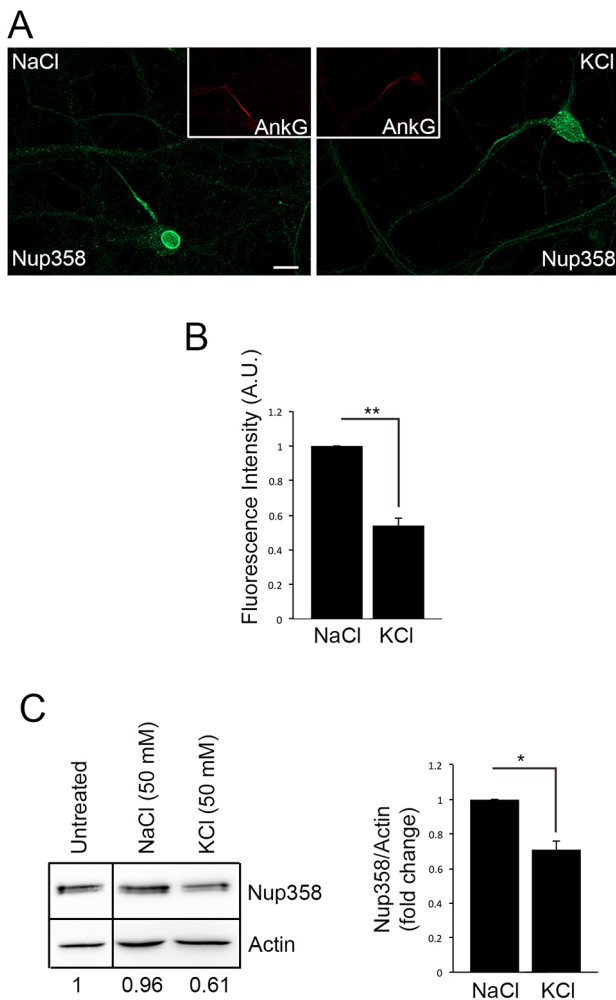 A
NaCl
AnkG
Nup358
KCl
AnkG
Nup358
B
Fluorescence Intensity (A.U.)
1.2
1
0.8
0.6
0.4
0.2
0
**
NaCl KCl
C
Untreated
NaCl (50 mM)
KCl (50 mM)
Nup358
Actin
1 0.96 0.61
Nup358/Actin
(fold change)
1.2
1
0.8
0.6
0.4
0.2
0
*
NaCl KCl